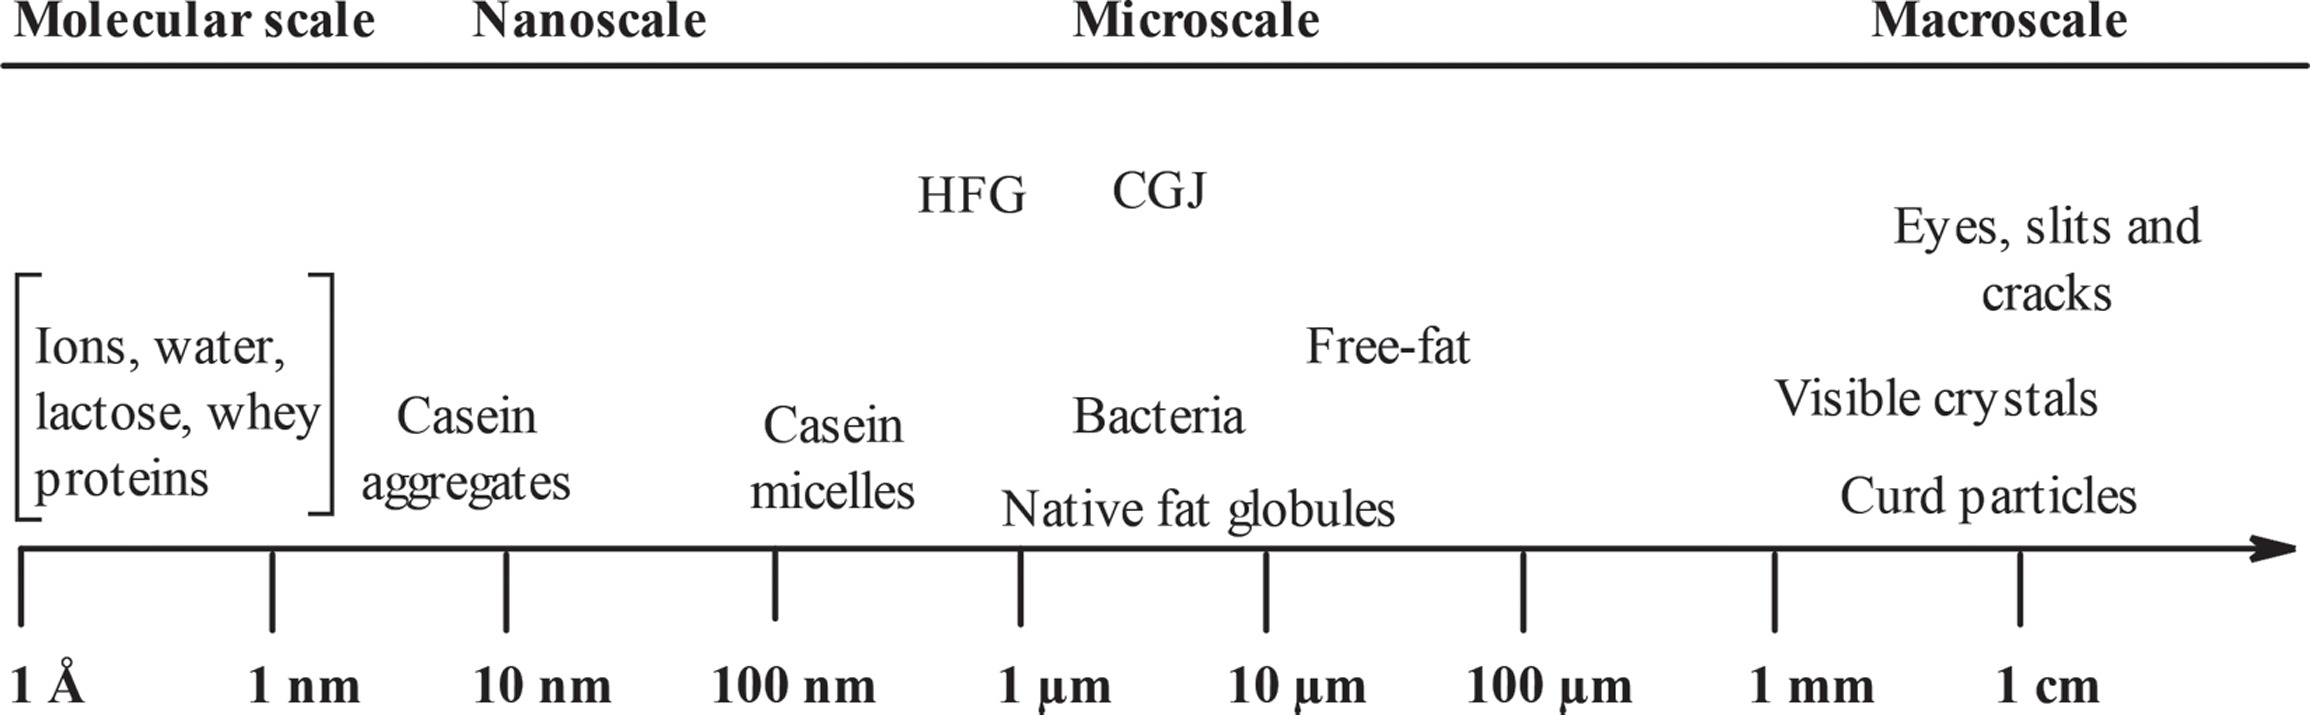 Molecular scale Nanoscale Microscale Macroscale
HFG CGJ
Eyes, slits and
cracks
Ions, water,
lactose, whey
proteins
Casein
aggregates
Casein
micelles
Free-fat
Bacteria
Native fat globules
Visible crystals
Curd particles
1 Å 1 nm 10 nm 100 nm 1 µm 10 µm 100 µm 1 mm 1 cm